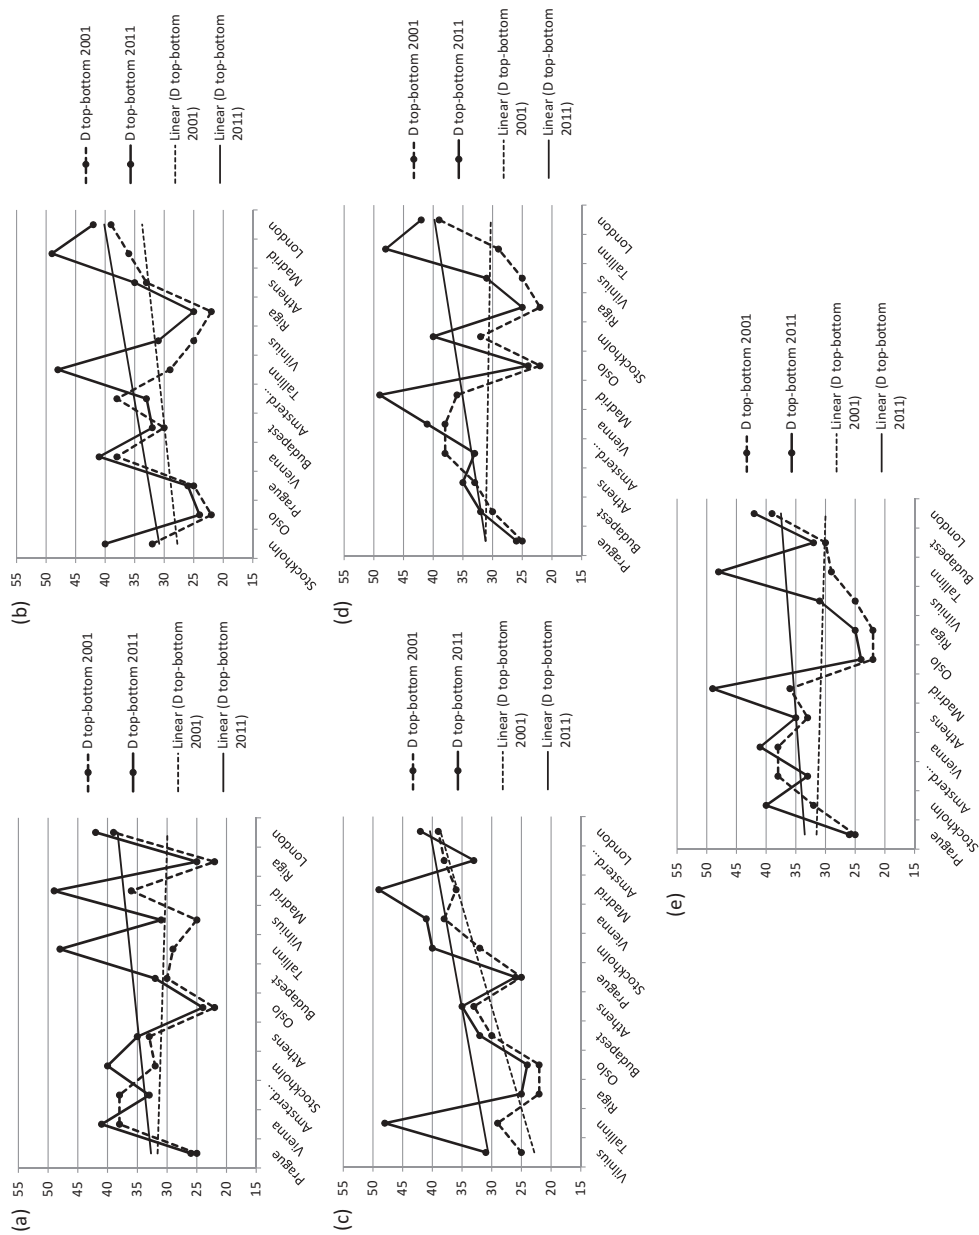 (a)
55
50
45
40
35
30
25
20
15
Prague
Vienna
Amsterd...
Stockholm
Athens
Oslo
Budapest
Tallinn
Vilnius
Madrid
Riga
London
D top-bottom 2001
D top-bottom 2011
Linear (D top-bottom
2001)
Linear (D top-bottom
2011)
(b)
55
50
45
40
35
30
25
20
15
Stockholm
Oslo
Prague
Vienna
Budapest
Amsterd...
Tallinn
Vilnius
Riga
Athens
Madrid
London
D top-bottom 2001
D top-bottom 2011
Linear (D top-bottom
2001)
Linear (D top-bottom
2011)
(c)
55
50
45
40
35
30
25
20
15
Vilnius
Tallinn
Riga
Oslo
Budapest
Athens
Prague
Stockholm
Vienna
Madrid
Amsterd...
London
D top-bottom 2001
D top-bottom 2011
Linear (D top-bottom
2001)
Linear (D top-bottom
2011)
(d)
55
50
45
40
35
30
25
20
15
Prague
Budapest
Athens
Amsterd...
Vienna
Madrid
Oslo
Stockholm
Riga
Vilnius
Tallinn
London
D top-bottom 2001
D top-bottom 2011
Linear (D top-bottom
2001)
Linear (D top-bottom
2011)
(e)
55
50
45
40
35
30
25
20
15
Prague
Stockholm
Amsterd...
Vienna
Athens
Madrid
Oslo
Riga
Vilnius
Tallinn
Budapest
London
D top-bottom 2001
D top-bottom 2011
Linear (D top-bottom
2001)
Linear (D top-bottom
2011)